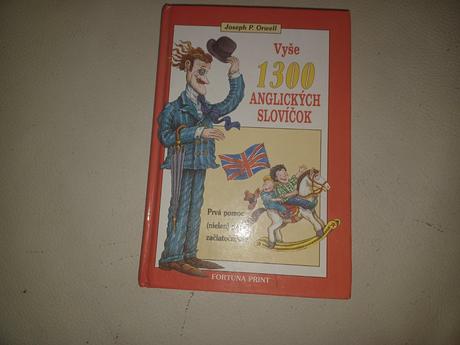 Joseph P. Orwell
Vyše
1300
ANGLICKÝCH
SLOVÍČOK
Prvá pomoc
(nielen)
FORTUNA PRINT